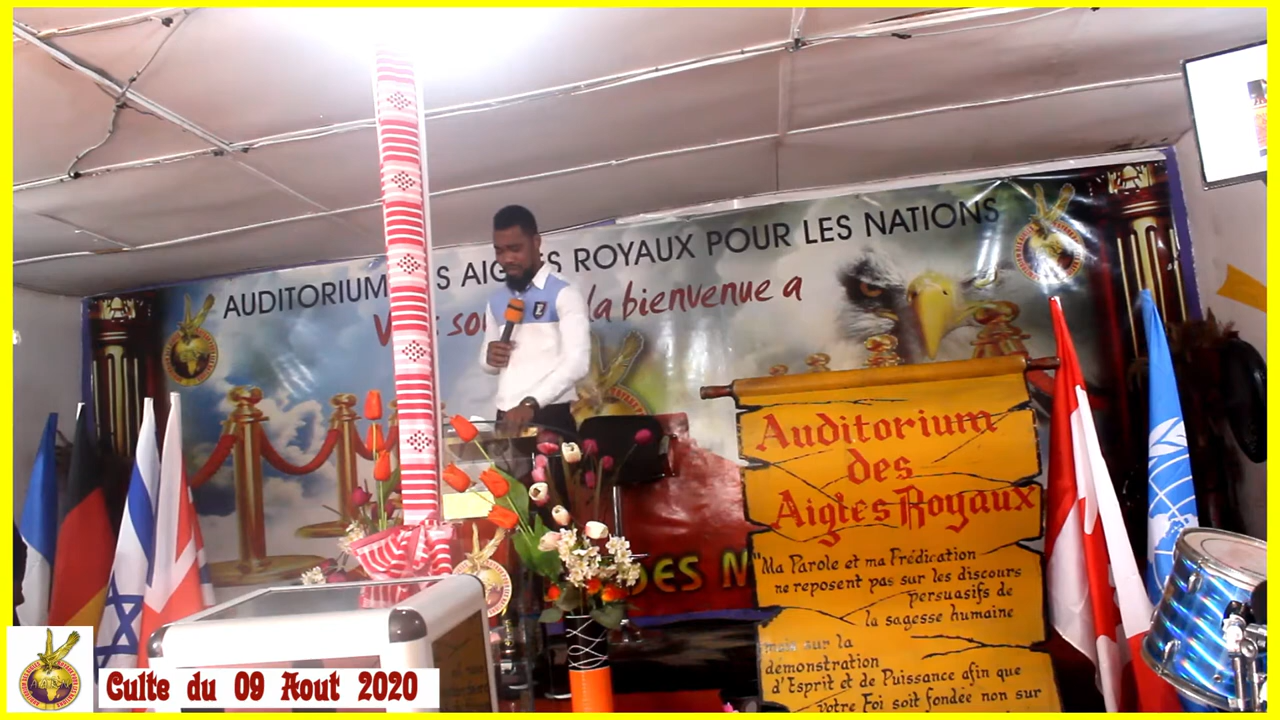 AUDITORIUM S AIGLES ROYAUX POUR LES NATIONS
la bienvenue a
Auditorium
des
Aigles Royaux
"Ma Parole et ma Prédication
ne reposent pas sur les discours
persuasifs de
la sagesse humaine
mais sur la
démonstration
d'Esprit et de Puissance afin que
votre Foi soit fondée non sur
DES
Culte du 09 Aout 2020